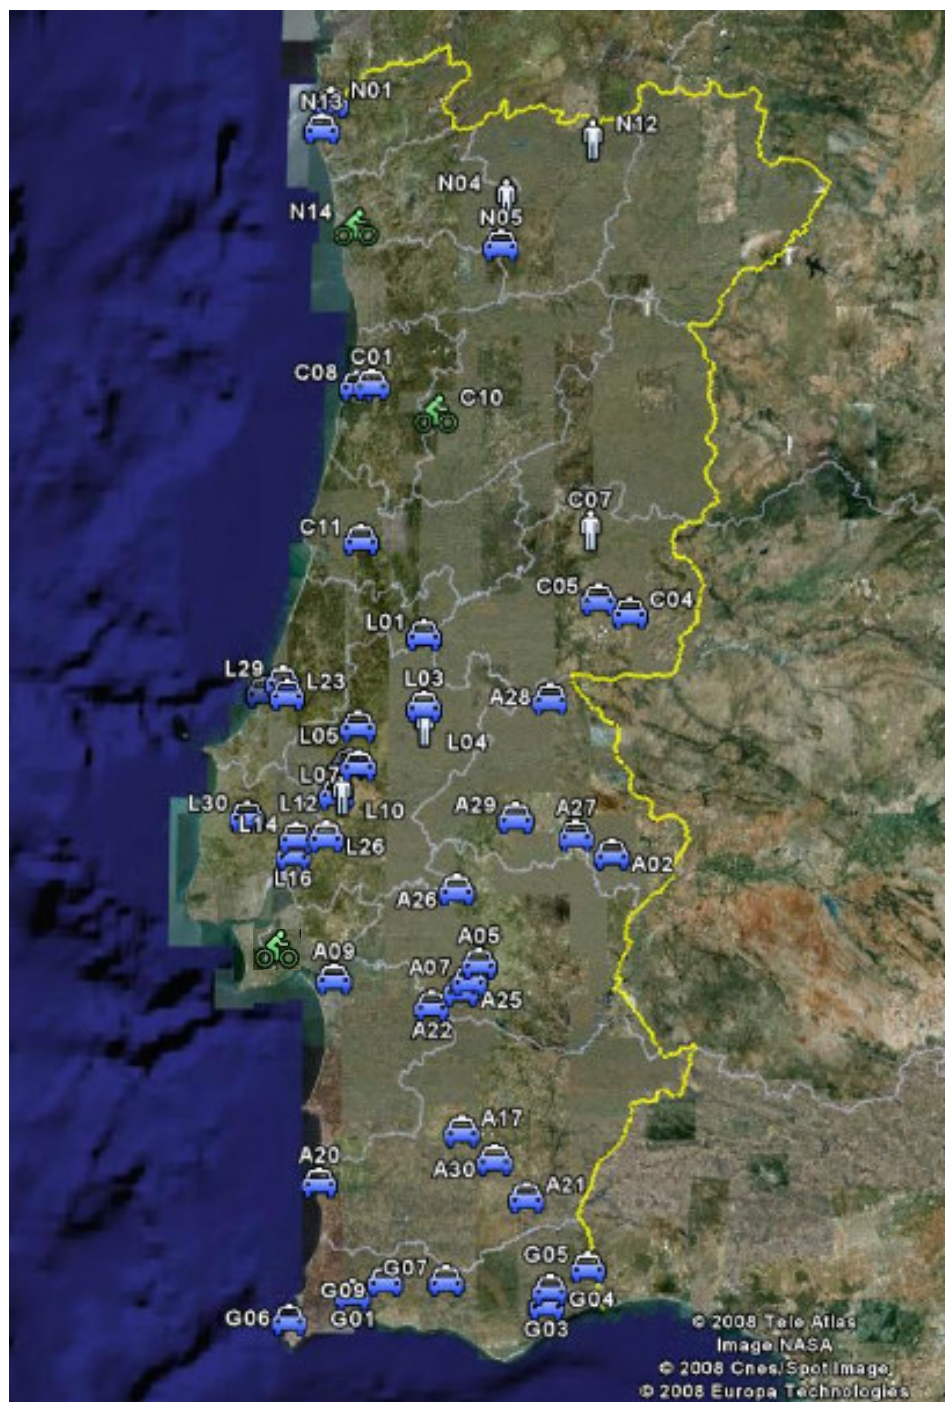 N01
N13
N12
N04
N14
N05
C01
C08
C10
C07
C11
C05
C04
L01
L29
L23
L03
A28
L05
L04
L07
L30
L12
L10
L14
A29
A27
L26
A02
L16
A26
A05
A09
A07
A25
A22
A17
A20
A30
A21
G05
G07
G09
G04
G06
G01
G03
© 2008 Tele Atlas
Image NASA
© 2008 Cnes/Spot Image
© 2008 Europa Technologies